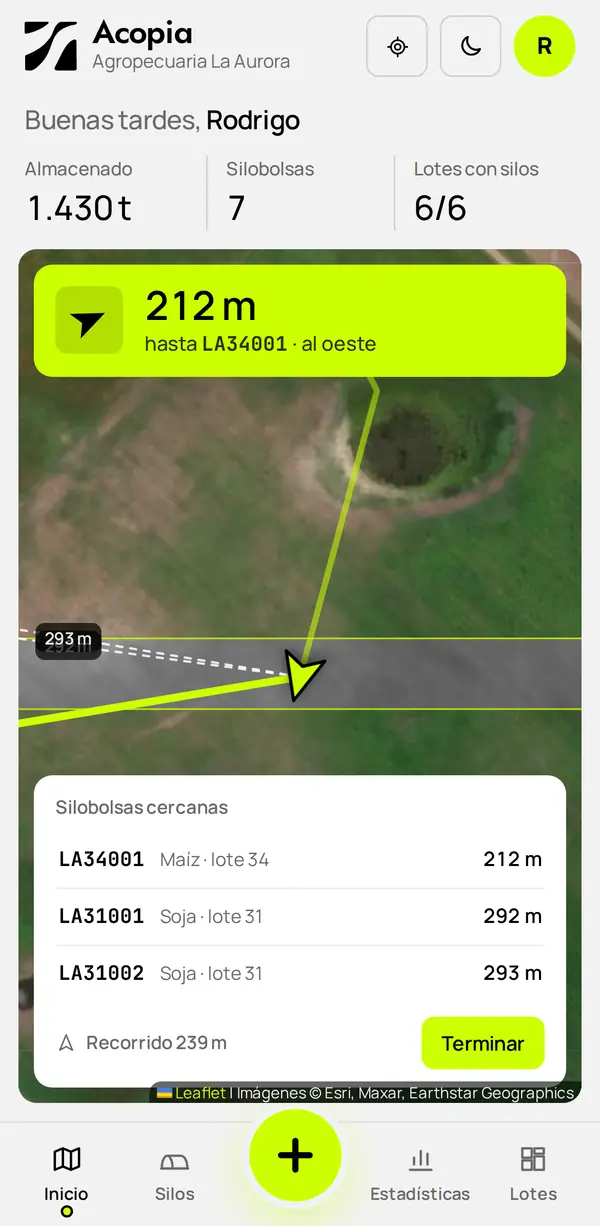 Acopia
Agropecuaria La Aurora
R
Buenas tardes, Rodrigo
Almacenado
1.430 t
Silobolsas
7
Lotes con silos
6/6
212 m
hasta LA34001 · al oeste
293 m
Silobolsas cercanas
LA34001 Maíz · lote 34 212 m
LA31001 Soja · lote 31 292 m
LA31002 Soja · lote 31 293 m
Recorrido 239 m
Terminar
Leaflet | Imágenes © Esri, Maxar, Earthstar Geographics
Inicio
Silos
Estadísticas
Lotes